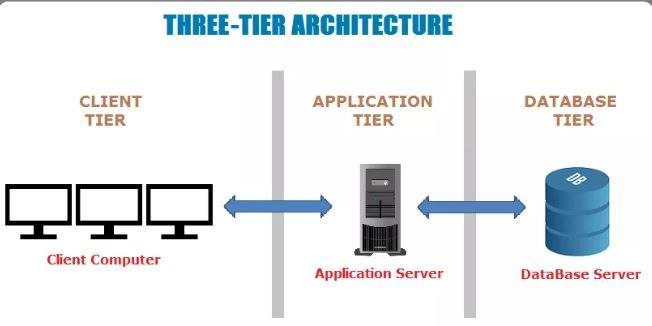 THREE-TIER ARCHITECTURE
CLIENT
TIER
APPLICATION
TIER
DATABASE
TIER
DB
Client Computer
Application Server
DataBase Server